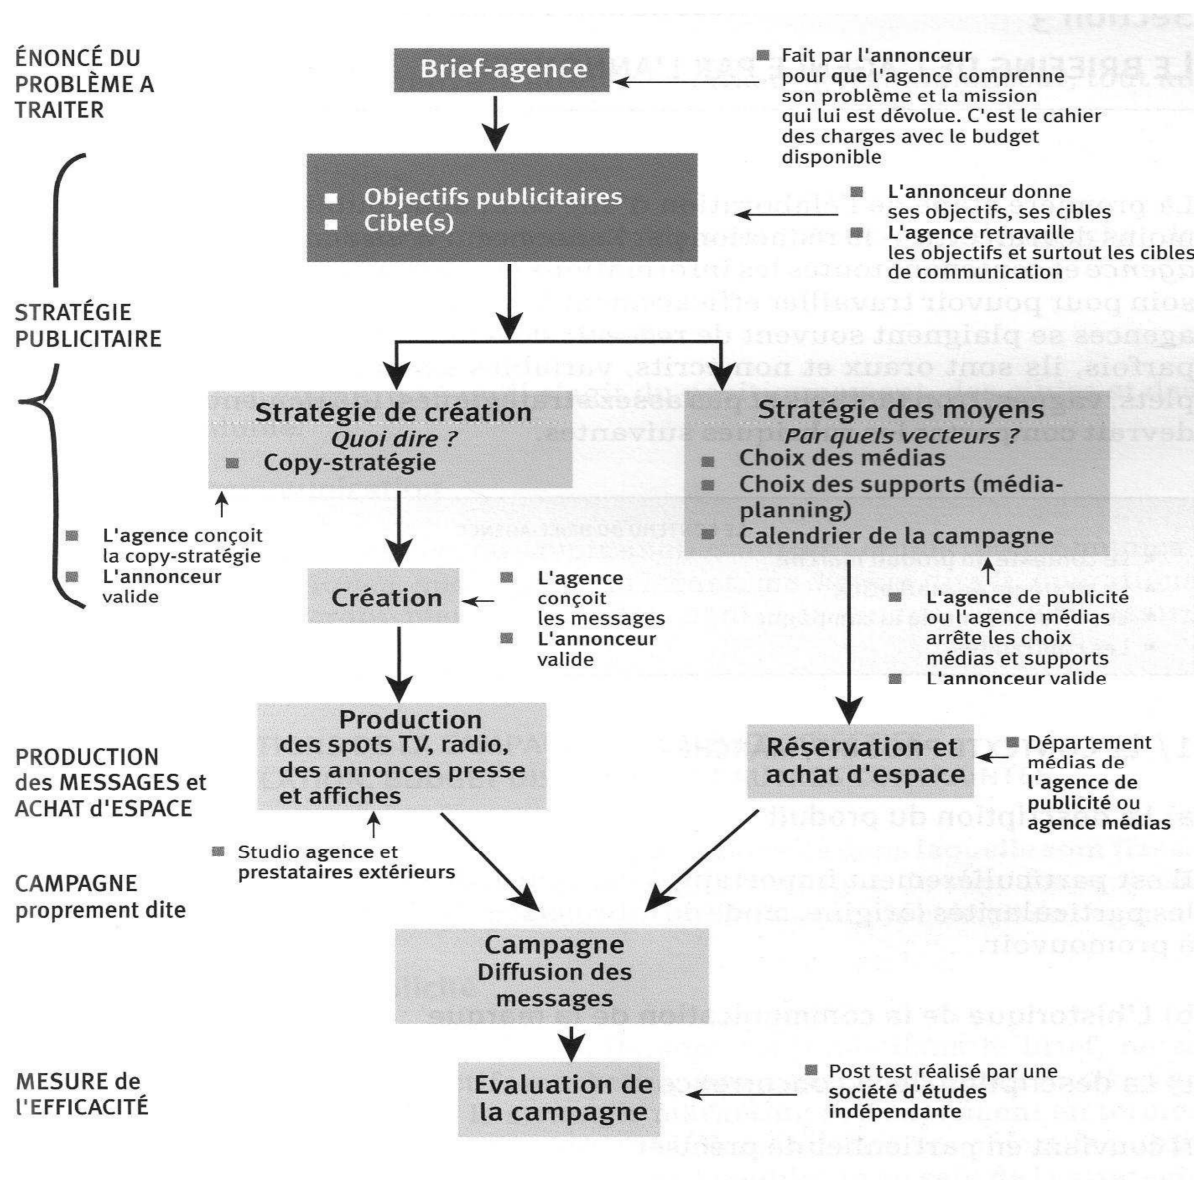 ÉNONCÉ DU
PROBLÈME A
TRAITER
Brief-agence
Fait par l'annonceur
pour que l'agence comprenne
son problème et la mission
qui lui est dévolue. C'est le cahier
des charges avec le budget
disponible
Objectifs publicitaires
Cible(s)
L'annonceur donne
ses objectifs, ses cibles
L'agence retravaille
les objectifs et surtout les cibles
de communication
STRATÉGIE
PUBLICITAIRE
Stratégie de création
Quoi dire ?
Copy-stratégie
Stratégie des moyens
Par quels vecteurs ?
Choix des médias
Choix des supports (média-
planning)
Calendrier de la campagne
L'agence conçoit
la copy-stratégie
L'annonceur
valide
Création
L'agence
conçoit
les messages
L'annonceur
valide
L'agence de publicité
ou l'agence médias
arrête les choix
médias et supports
L'annonceur valide
PRODUCTION
des MESSAGES et
ACHAT d'ESPACE
Production
des spots TV, radio,
des annonces presse
et affiches
Réservation et
achat d'espace
Département
médias de
l'agence de
publicité ou
agence médias
Studio agence et
prestataires extérieurs
CAMPAGNE
proprement dite
Campagne
Diffusion des
messages
MESURE de
l'EFFICACITÉ
Evaluation de
la campagne
Post test réalisé par une
société d'études
indépendante